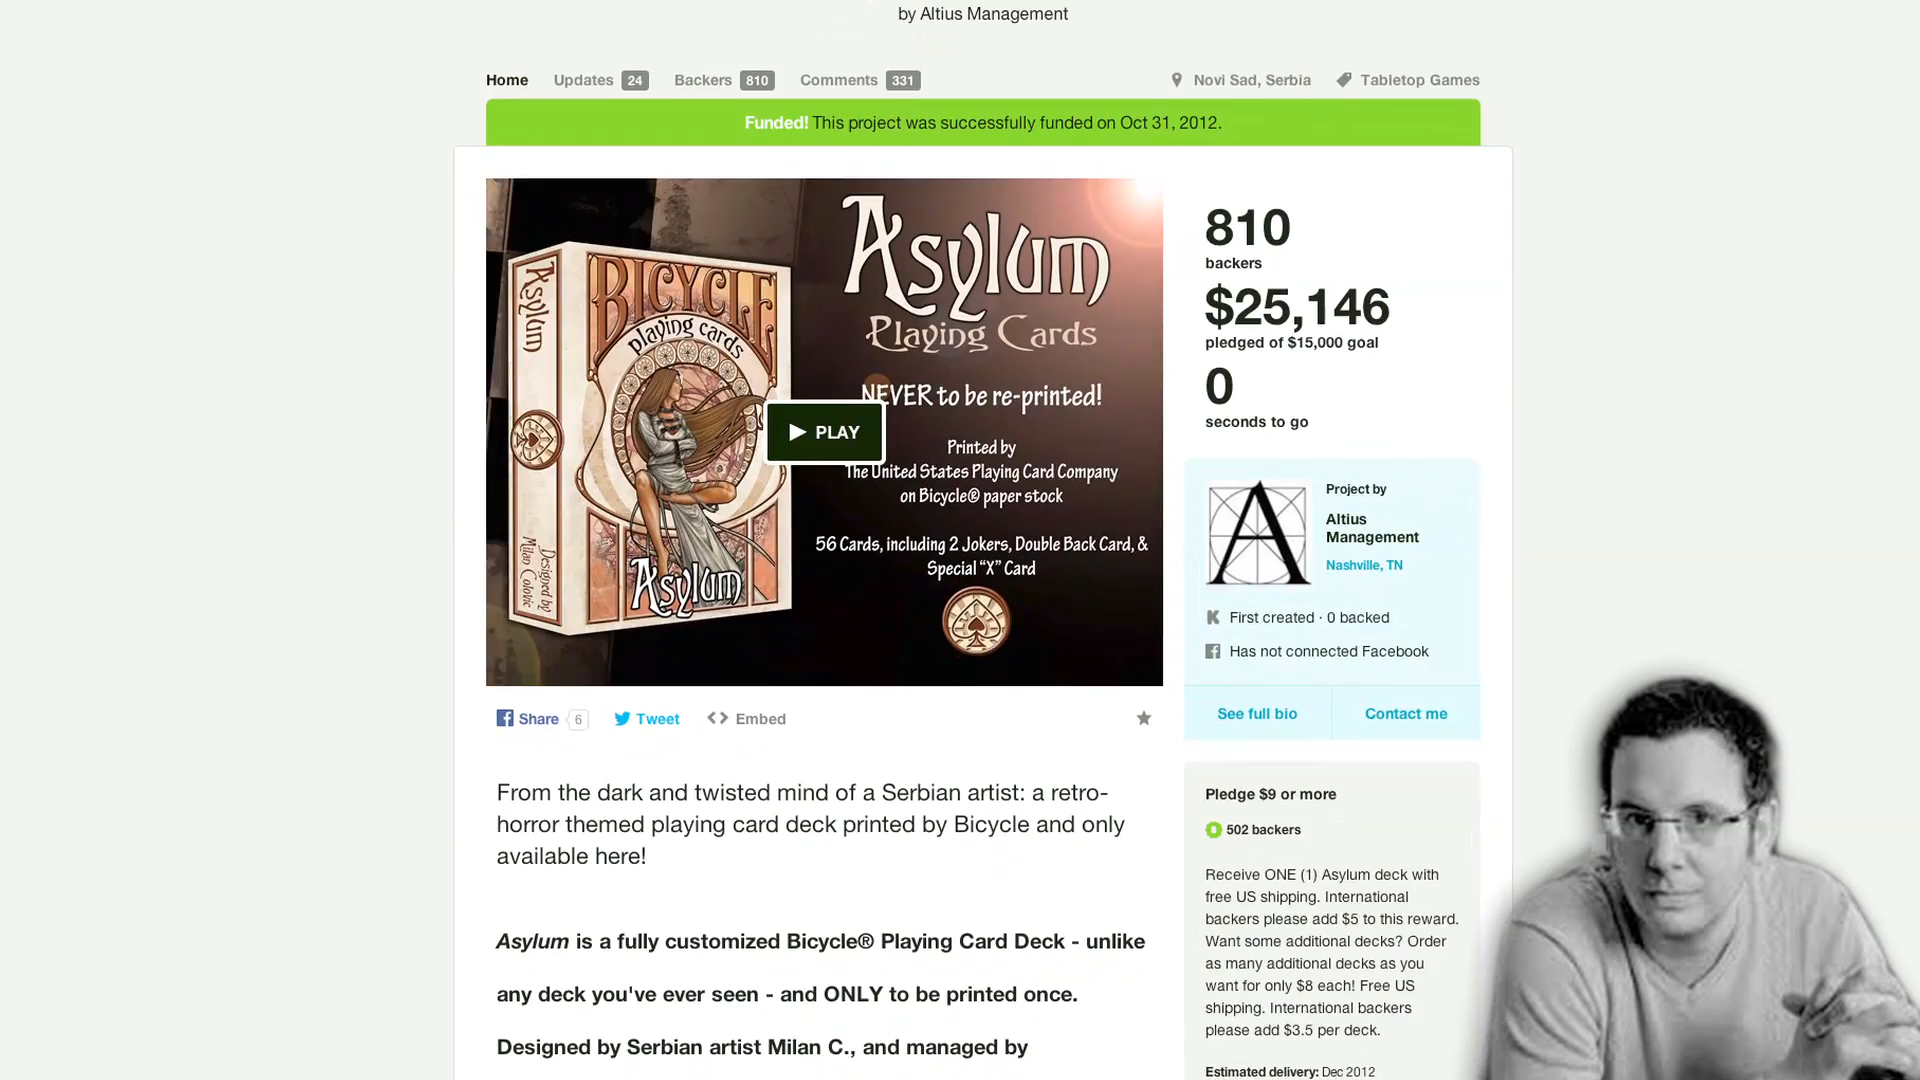 by Altius Management
Home Updates 24 Backers 810 Comments 331 Novi Sad, Serbia Tabletop Games
Funded! This project was successfully funded on Oct 31, 2012.
Asylum
BICYCLE
playing cards
Asylum
Designed by
Milan Colovic
Asylum
Playing Cards
NEVER to be re-printed!
Printed by
The United States Playing Card Company
on Bicycle® paper stock
56 Cards, including 2 Jokers, Double Back Card, &
Special "X" Card
PLAY
810
backers
$25,146
pledged of $15,000 goal
0
seconds to go
A
Project by
Altius
Management
Nashville, TN
First created · 0 backed
Has not connected Facebook
See full bio Contact me
Share 6 Tweet Embed
From the dark and twisted mind of a Serbian artist: a retro-
horror themed playing card deck printed by Bicycle and only
available here!
Asylum is a fully customized Bicycle® Playing Card Deck - unlike
any deck you've ever seen - and ONLY to be printed once.
Designed by Serbian artist Milan C., and managed by
Pledge $9 or more
502 backers
Receive ONE (1) Asylum deck with
free US shipping. International
backers please add $5 to this reward.
Want some additional decks? Order
as many additional decks as you
want for only $8 each! Free US
shipping. International backers
please add $3.5 per deck.
Estimated delivery: Dec 2012